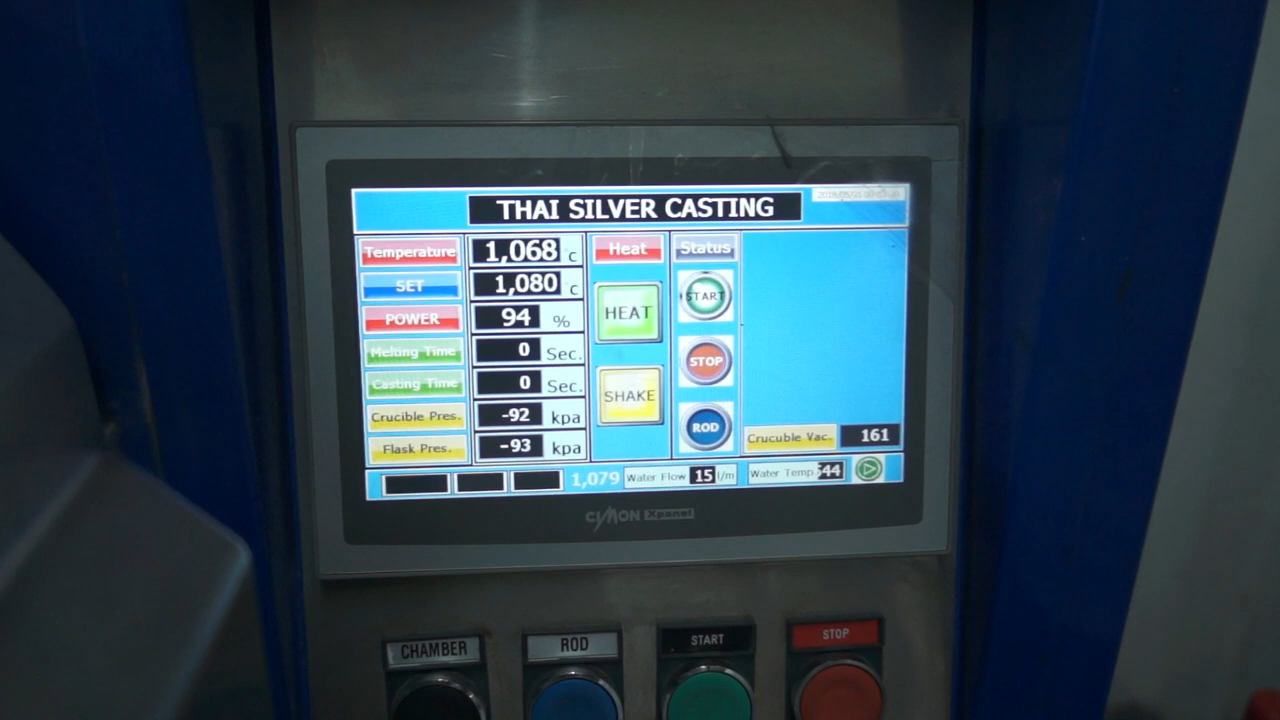 THAI SILVER CASTING
Temperature 1,068 c Heat Status
SET 1,080 c HEAT START
POWER 94 %
Melting Time 0 Sec. STOP
Casting Time 0 Sec. SHAKE
Crucible Pres. -92 kpa ROD
Flask Pres. -93 kpa Crucuble Vac. 161
1,079 Water Flow 15 l/m Water Temp
CIMON Xpanel
CHAMBER ROD START STOP